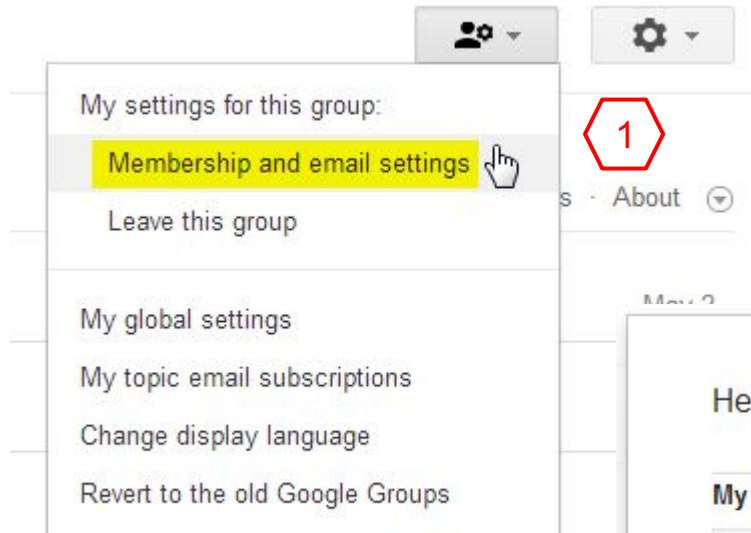 My settings for this group:
1
Membership and email settings
s · About
Leave this group
My global settings
My topic email subscriptions
He
Change display language
Revert to the old Google Groups
My